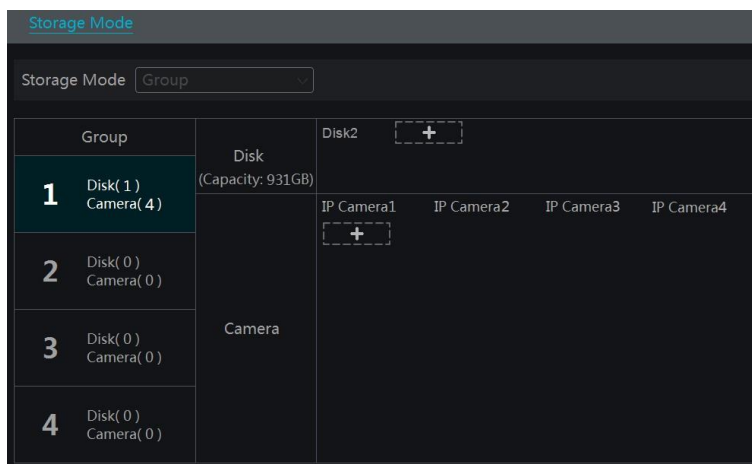 Storage Mode
Storage Mode Group
Group
1 Disk( 1 )
Camera( 4 )
2 Disk( 0 )
Camera( 0 )
3 Disk( 0 )
Camera( 0 )
4 Disk( 0 )
Camera( 0 )
Disk
(Capacity: 931GB)
Disk2 +
Camera
IP Camera1 IP Camera2 IP Camera3 IP Camera4
+